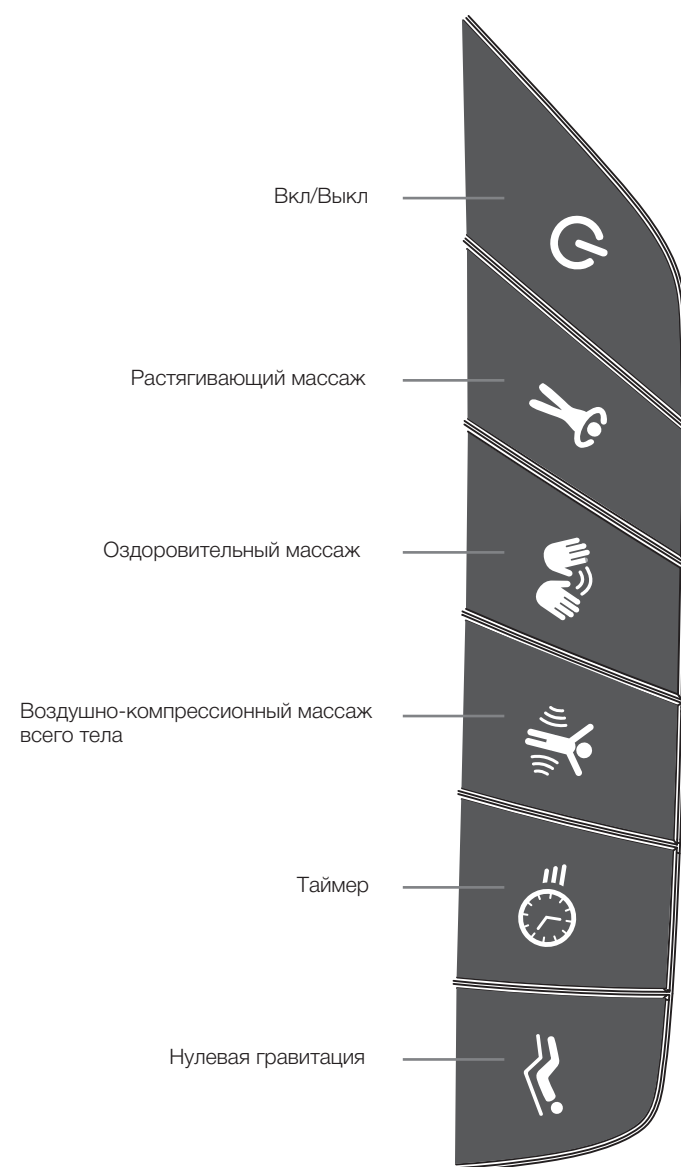 Вкл/Выкл
Растягивающий массаж
Оздоровительный массаж
Воздушно-компрессионный массаж
всего тела
Таймер
Нулевая гравитация